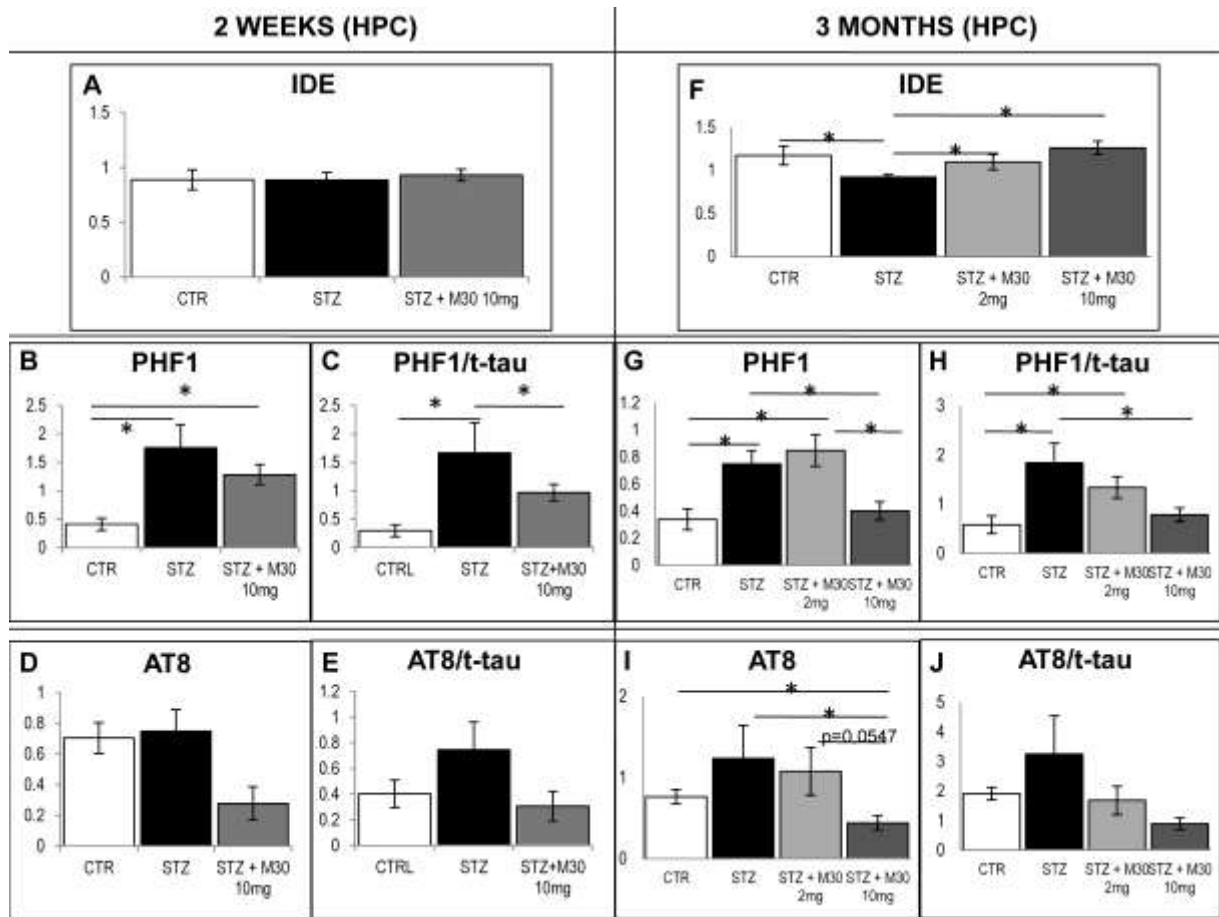 2 WEEKS (HPC)
3 MONTHS (HPC)
A
IDE
1.5
1
0.5
0
CTR
STZ
STZ + M30 10mg
F
IDE
*
*
*
1.5
1
0.5
0
CTR
STZ
STZ + M30
2mg
STZ + M30
10mg
B
PHF1
*
*
2.5
2
1.5
1
0.5
0
CTR
STZ
STZ + M30
10mg
C
PHF1/t-tau
*
*
2.5
2
1.5
1
0.5
0
CTRL
STZ
STZ+M30
10mg
G
PHF1
*
*
*
*
1.2
1
0.8
0.6
0.4
0.2
0
CTR
STZ
STZ + M30
2mg
STZ + M30
10mg
H
PHF1/t-tau
*
*
*
3
2
1
0
CTR
STZ
STZ + M30
2mg
STZ + M30
10mg
D
AT8
1
0.8
0.6
0.4
0.2
0
CTR
STZ
STZ + M30
10mg
E
AT8/t-tau
1.2
1
0.8
0.6
0.4
0.2
0
CTRL
STZ
STZ+M30
10mg
I
AT8
*
*
p=0.0547
2
1
0
CTR
STZ
STZ + M30
2mg
STZ + M30
10mg
J
AT8/t-tau
5
4
3
2
1
0
CTR
STZ
STZ + M30
2mg
STZ + M30
10mg